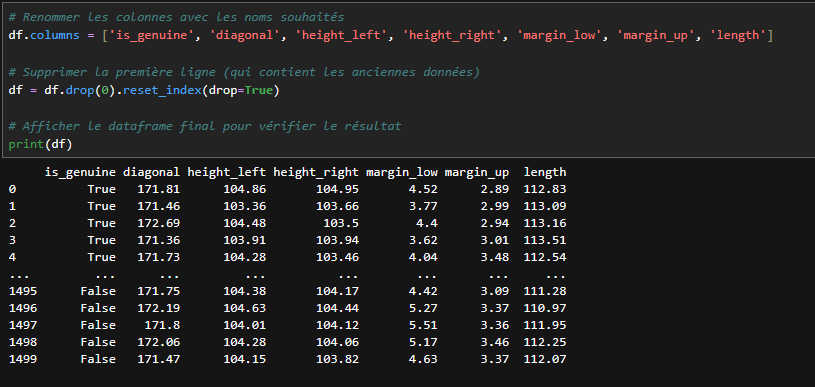 # Renommer les colonnes avec les noms souhaités
df.columns = ['is_genuine', 'diagonal', 'height_left', 'height_right', 'margin_low', 'margin_up', 'length']
# Supprimer la première ligne (qui contient les anciennes données)
df = df.drop(0).reset_index(drop=True)
# Afficher le dataframe final pour vérifier le résultat
print(df)
is_genuine diagonal height_left height_right margin_low margin_up length
0 True 171.81 104.86 104.95 4.52 2.89 112.83
1 True 171.46 103.36 103.66 3.77 2.99 113.09
2 True 172.69 104.48 103.5 4.4 2.94 113.16
3 True 171.36 103.91 103.94 3.62 3.01 113.51
4 True 171.73 104.28 103.46 4.04 3.48 112.54
... ... ... ... ... ... ... ...
1495 False 171.75 104.38 104.17 4.42 3.09 111.28
1496 False 172.19 104.63 104.44 5.27 3.37 110.97
1497 False 171.8 104.01 104.12 5.51 3.36 111.95
1498 False 172.06 104.28 104.06 5.17 3.46 112.25
1499 False 171.47 104.15 103.82 4.63 3.37 112.07